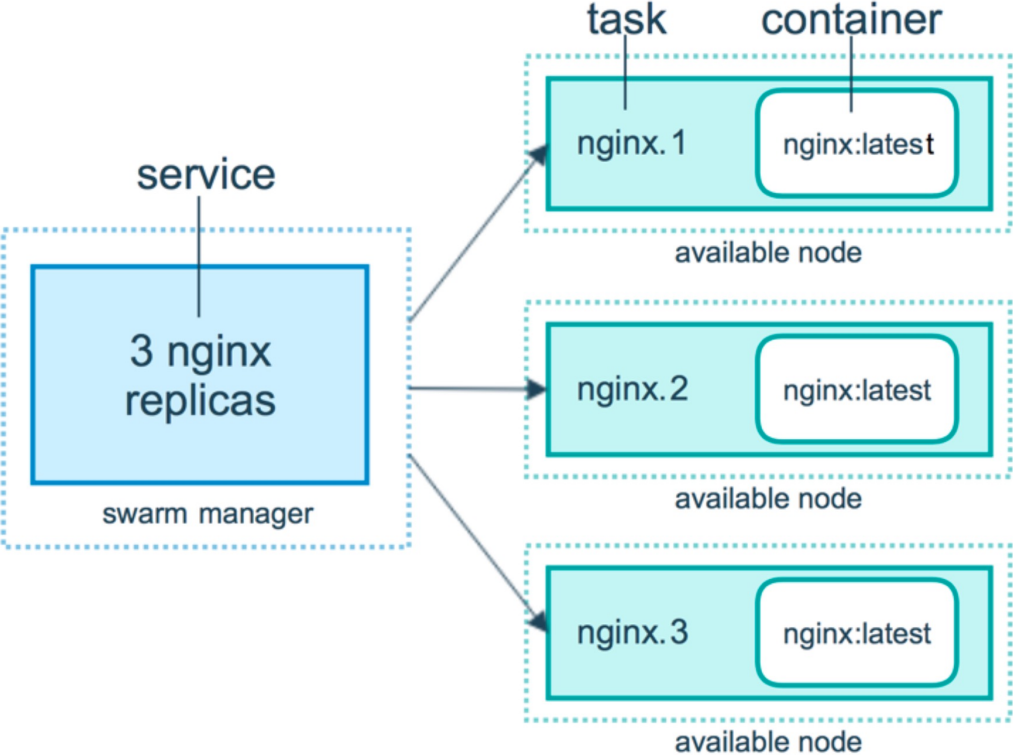 task
container
nginx.1
nginx:latest
available node
service
3 nginx
replicas
swarm manager
nginx.2
nginx:latest
available node
nginx.3
nginx:latest
available node